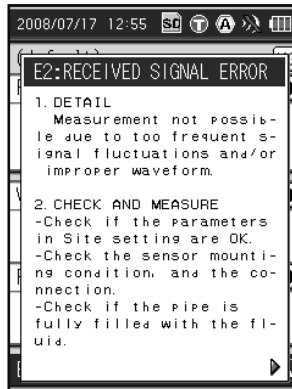 2008/07/17 12:55 SD T A
E2:RECEIVED SIGNAL ERROR
1. DETAIL
Measurement not possib-
le due to too frequent s-
ignal fluctuations and/or
improper waveform.
2. CHECK AND MEASURE
-Check if the parameters
in Site setting are OK.
-Check the sensor mounti-
ng condition, and the co-
nnection.
-Check if the pipe is
fully filled with the fl-
uid.